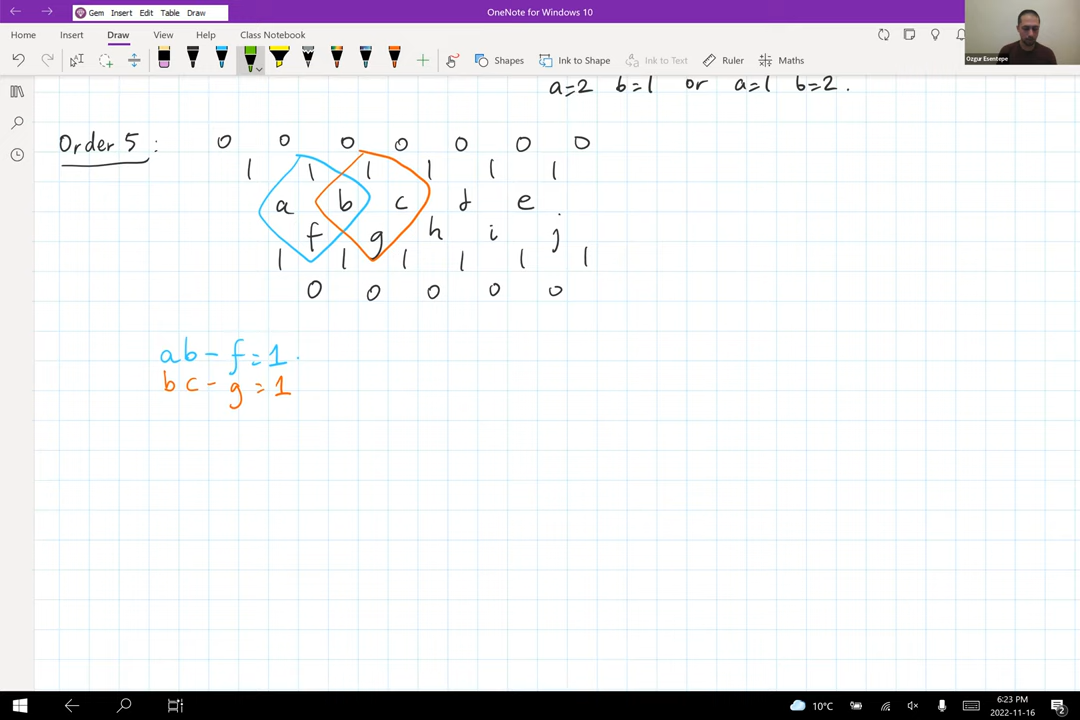 Gem Insert Edit Table Draw
OneNote for Windows 10
Home Insert Draw View Help Class Notebook
Shapes Ink to Shape Ink to Text Ruler Maths
Ozgur Esentepe
a=2 b=1 or a=1 b=2.
Order 5: 0 0 0 0 0 0 0
1 1 1 1 1 1
a b c d e
f g h i j
1 1 1 1 1 1
0 0 0 0 0
ab - f = 1.
bc - g = 1
10°C
6:23 PM
2022-11-16
2